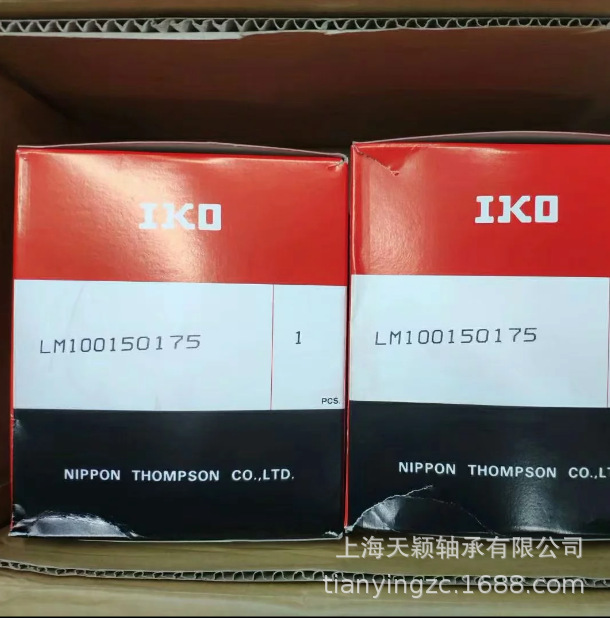 IKO
LM100150175
1
PCS.
NIPPON THOMPSON CO.,LTD.
IKO
LM100150175
NIPPON THOMPSON CO.,LT
上海天颖轴承有限公司
tianyingzc.1688.com